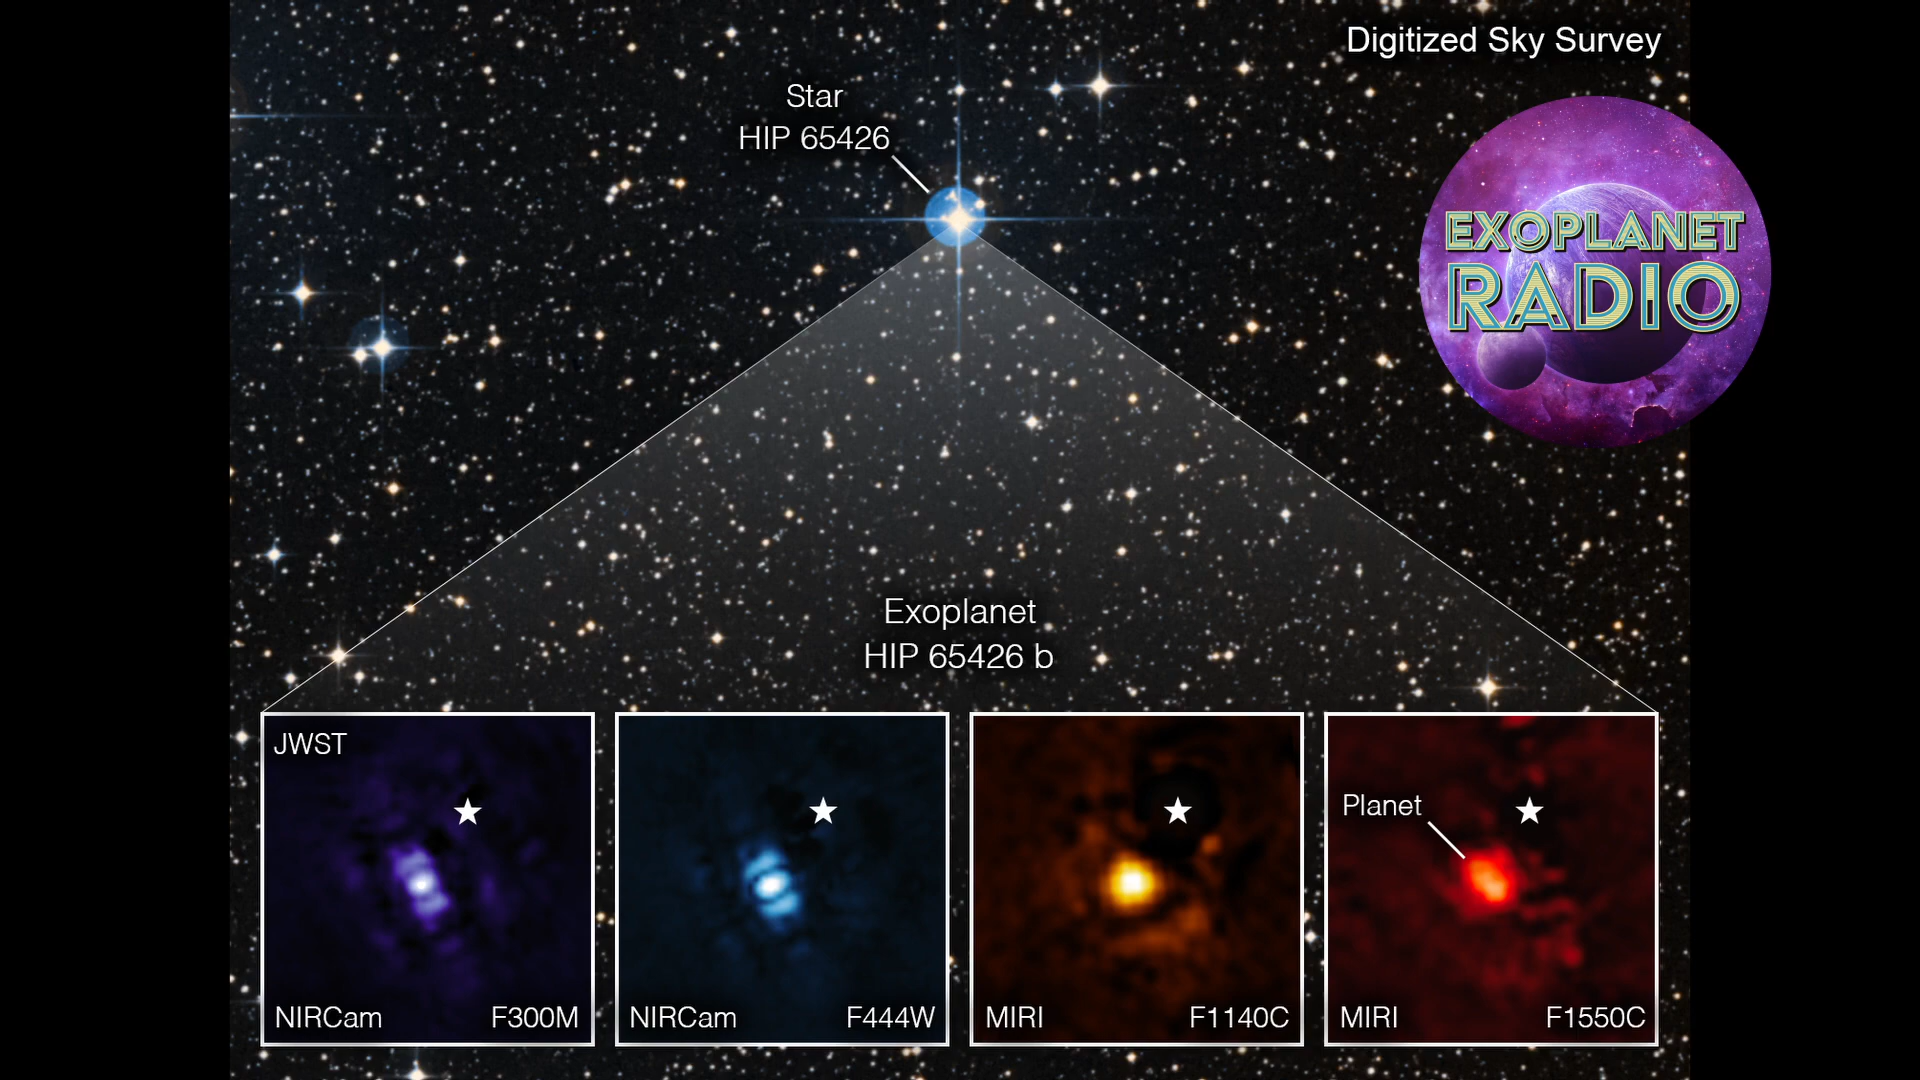 Digitized Sky Survey
Star
HIP 65426
EXOPLANET
RADIO
Exoplanet
HIP 65426 b
JWST
NIRCam
F300M
NIRCam
F444W
MIRI
F1140C
Planet
MIRI
F1550C